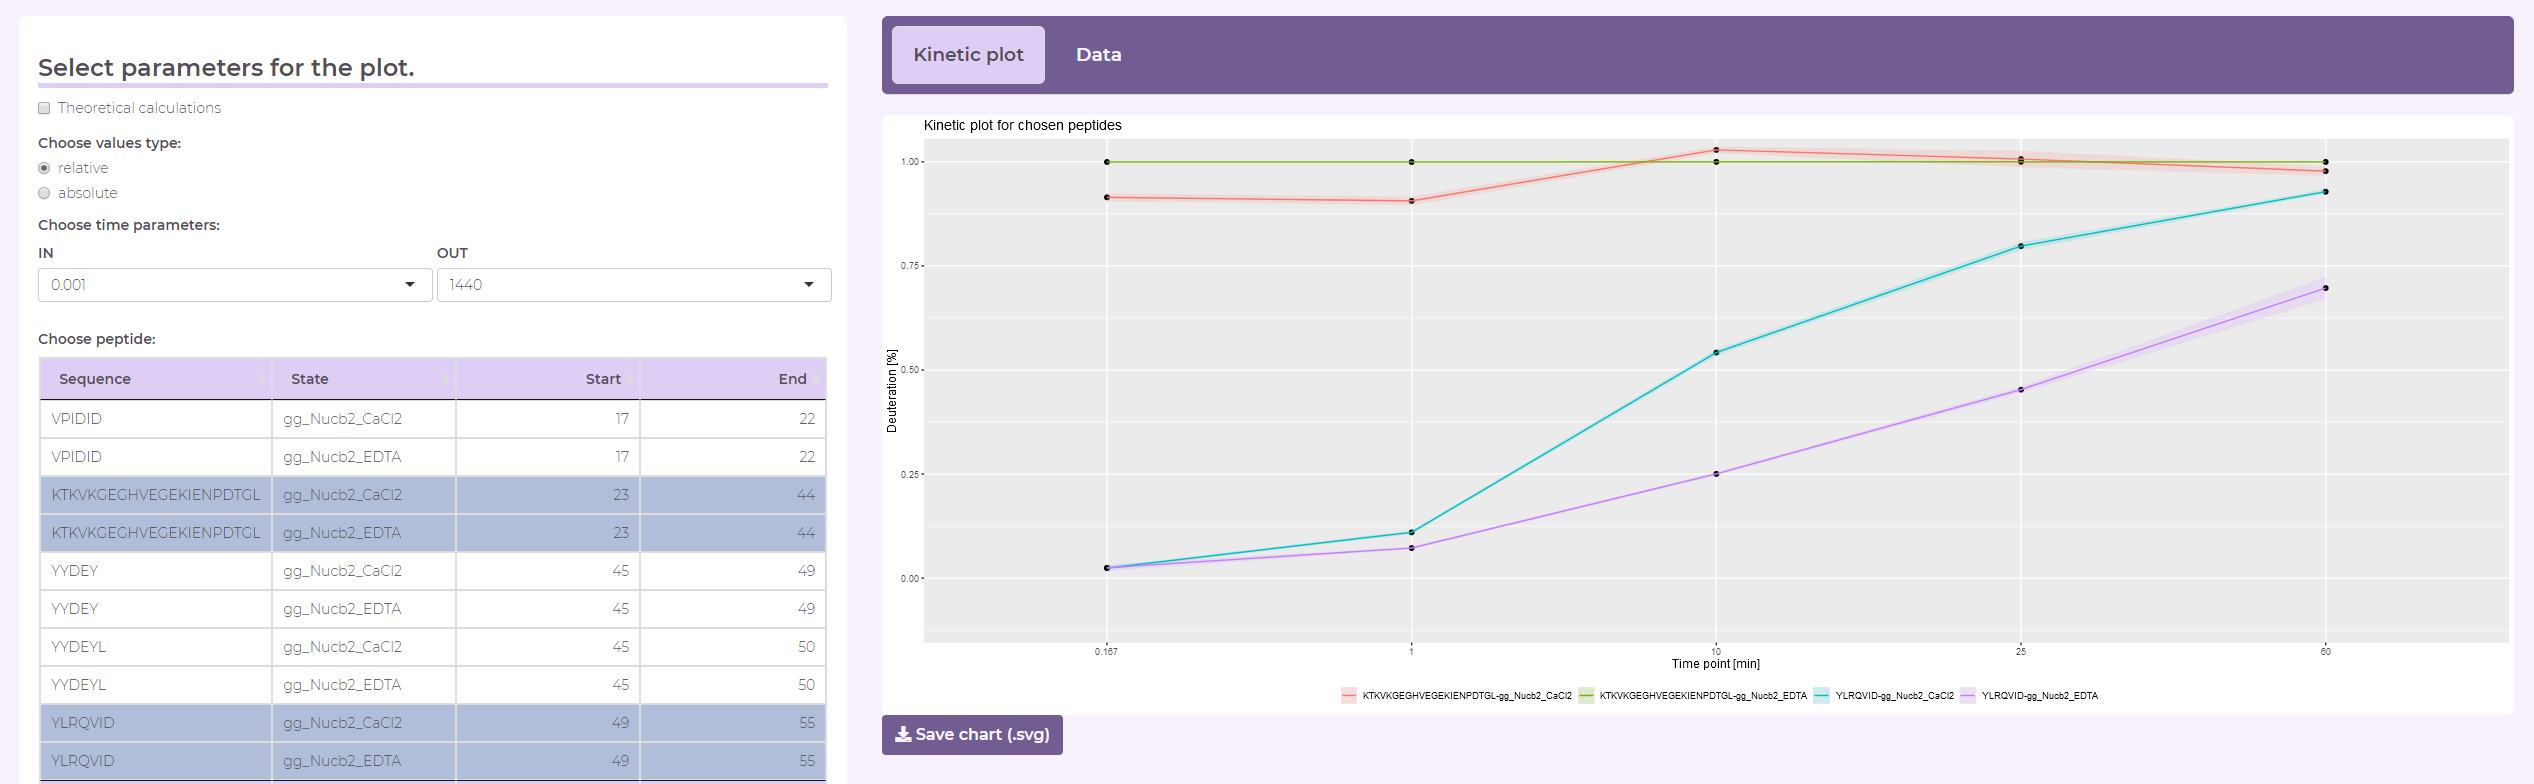 Select parameters for the plot.
Theoretical calculations
Choose values type:
relative
absolute
Choose time parameters:
IN OUT
0.001 1440
Choose peptide:
Sequence State Start End
VPIDID gg_Nucb2_CaCl2 17 22
VPIDID gg_Nucb2_EDTA 17 22
KTKVKGEGHVEGEKIENPDTGL gg_Nucb2_CaCl2 23 44
KTKVKGEGHVEGEKIENPDTGL gg_Nucb2_EDTA 23 44
YYDEY gg_Nucb2_CaCl2 45 49
YYDEY gg_Nucb2_EDTA 45 49
YYDEYL gg_Nucb2_CaCl2 45 50
YYDEYL gg_Nucb2_EDTA 45 50
YLRQVID gg_Nucb2_CaCl2 49 55
YLRQVID gg_Nucb2_EDTA 49 55
Kinetic plot Data
Kinetic plot for chosen peptides
1.00
0.75
0.50
0.25
0.00
Deuteration [%]
0.167 1 10 25 60
Time point [min]
KTKVKGEGHVEGEKIENPDTGL-gg_Nucb2_CaCl2 KTKVKGEGHVEGEKIENPDTGL-gg_Nucb2_EDTA YLRQVID-gg_Nucb2_CaCl2 YLRQVID-gg_Nucb2_EDTA
Save chart (.svg)